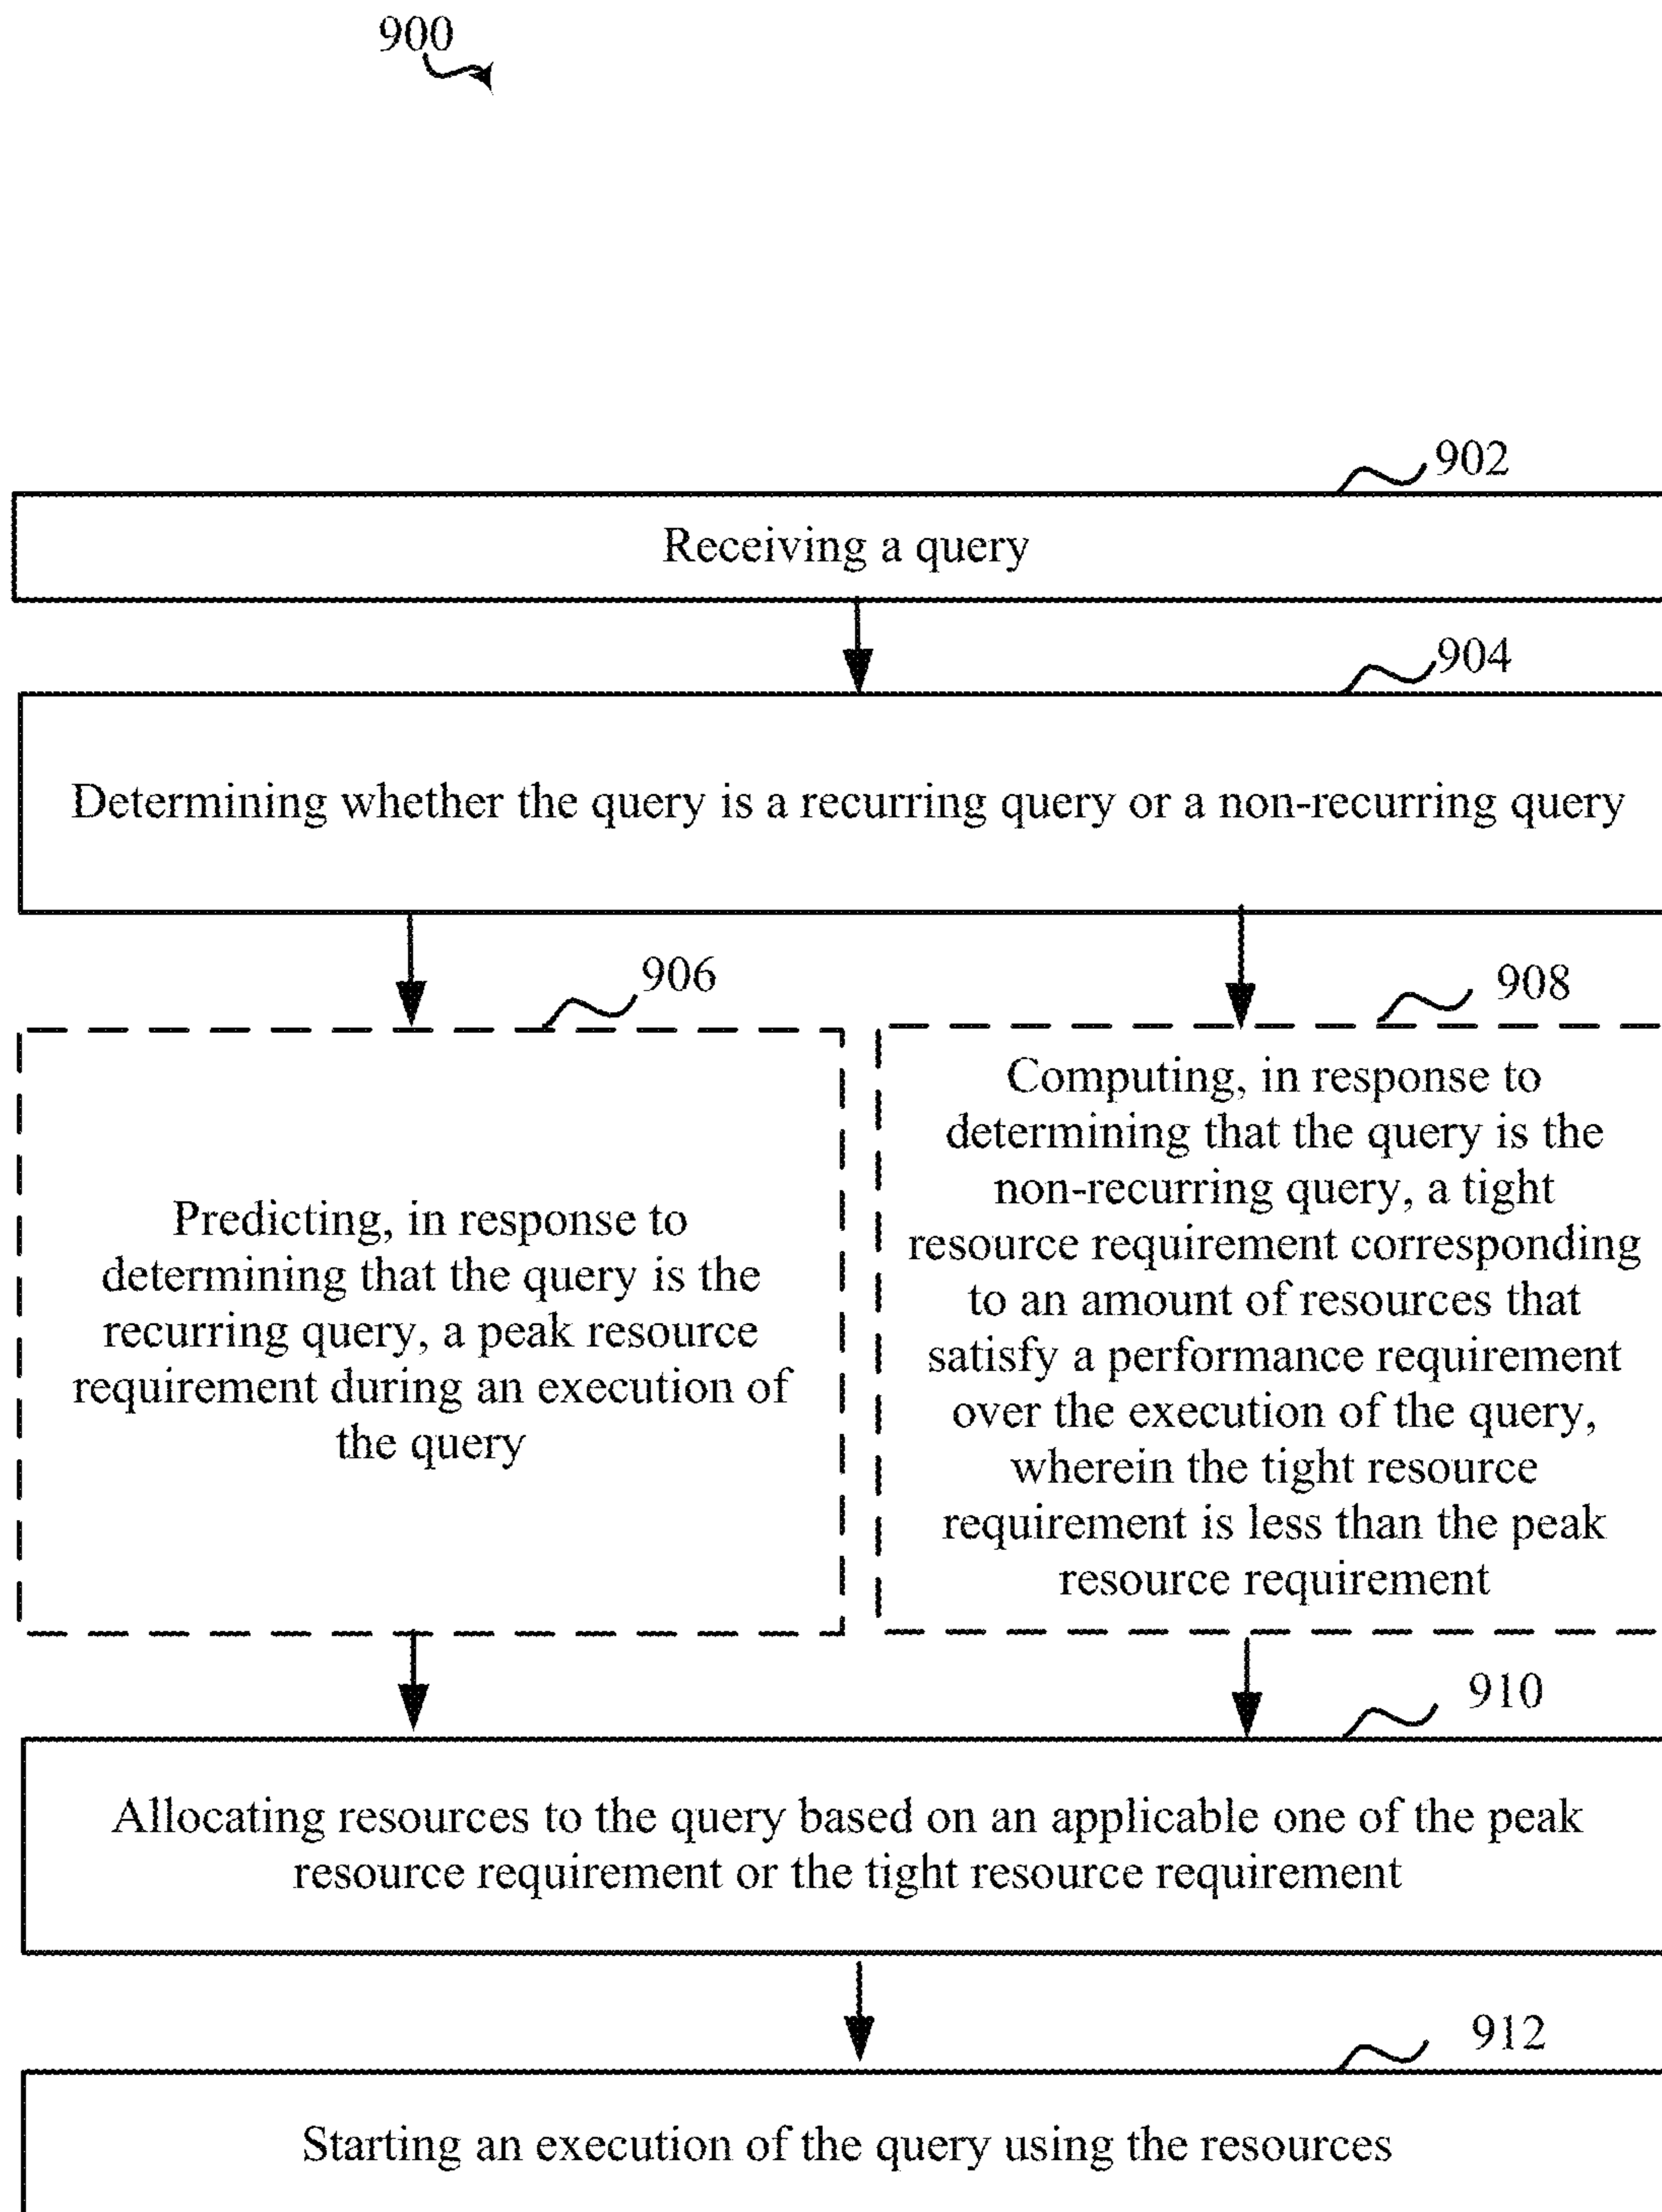 900
902
Receiving a query
904
Determining whether the query is a recurring query or a non-recurring query
906
Predicting, in response to
determining that the query is the
recurring query, a peak resource
requirement during an execution of
the query
908
Computing, in response to
determining that the query is the
non-recurring query, a tight
resource requirement corresponding
to an amount of resources that
satisfy a performance requirement
over the execution of the query,
wherein the tight resource
requirement is less than the peak
resource requirement
910
Allocating resources to the query based on an applicable one of the peak
resource requirement or the tight resource requirement
912
Starting an execution of the query using the resources